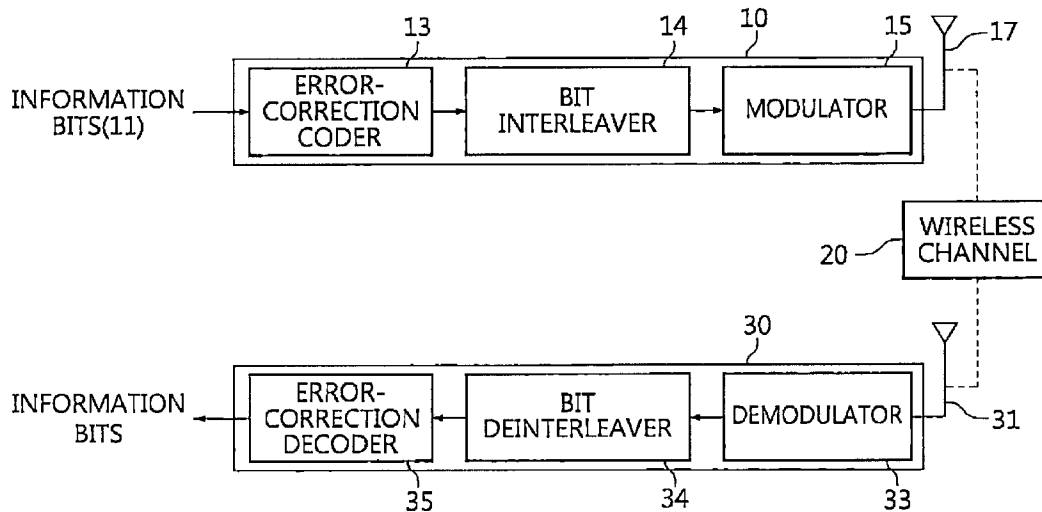 13
14
10
15
17
INFORMATION
BITS(11)
ERROR-
CORRECTION
CODER
BIT
INTERLEAVER
MODULATOR
20
WIRELESS
CHANNEL
30
INFORMATION
BITS
ERROR-
CORRECTION
DECODER
BIT
DEINTERLEAVER
DEMODULATOR
31
35
34
33